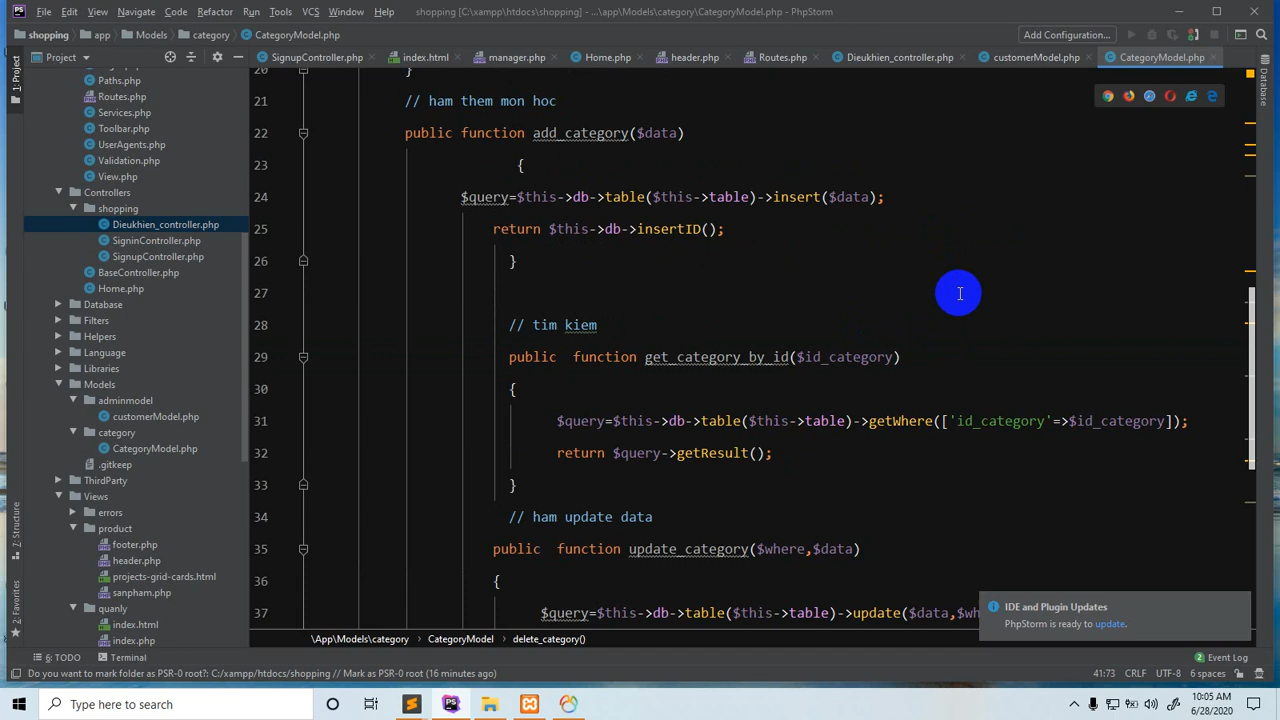 File Edit View Navigate Code Refactor Run Tools VCS Window Help shopping [C:\xampp\htdocs\shopping] - ...\app\Models\category\CategoryModel.php - PhpStorm
shopping app Models category CategoryModel.php Add Configuration...
Project SignupController.php index.html manager.php Home.php header.php Routes.php Dieukhien_controller.php customerModel.php CategoryModel.php
1: Project
Database
7: Structure
2: Favorites
Paths.php
Routes.php
Services.php
Toolbar.php
UserAgents.php
Validation.php
View.php
Controllers
shopping
Dieukhien_controller.php
SigninController.php
SignupController.php
BaseController.php
Home.php
Database
Filters
Helpers
Language
Libraries
Models
adminmodel
customerModel.php
category
CategoryModel.php
.gitkeep
ThirdParty
Views
errors
product
footer.php
header.php
projects-grid-cards.html
sanpham.php
quanly
index.html
index.php
20 }
21 // ham them mon hoc
22 public function add_category($data)
23 {
24 $query=$this->db->table($this->table)->insert($data);
25 return $this->db->insertID();
26 }
27
28 // tim kiem
29 public function get_category_by_id($id_category)
30 {
31 $query=$this->db->table($this->table)->getWhere(['id_category'=>$id_category]);
32 return $query->getResult();
33 }
34 // ham update data
35 public function update_category($where,$data)
36 {
37 $query=$this->db->table($this->table)->update($data,$wh
IDE and Plugin Updates
PhpStorm is ready to update.
\App\Models\category CategoryModel delete_category()
6: TODO Terminal 2 Event Log
Do you want to mark folder as PSR-0 root?: C:/xampp/htdocs/shopping // Mark as PSR-0 root (16 minutes ago) 41:73 CRLF UTF-8 6 spaces
Type here to search
10:05 AM
6/28/2020